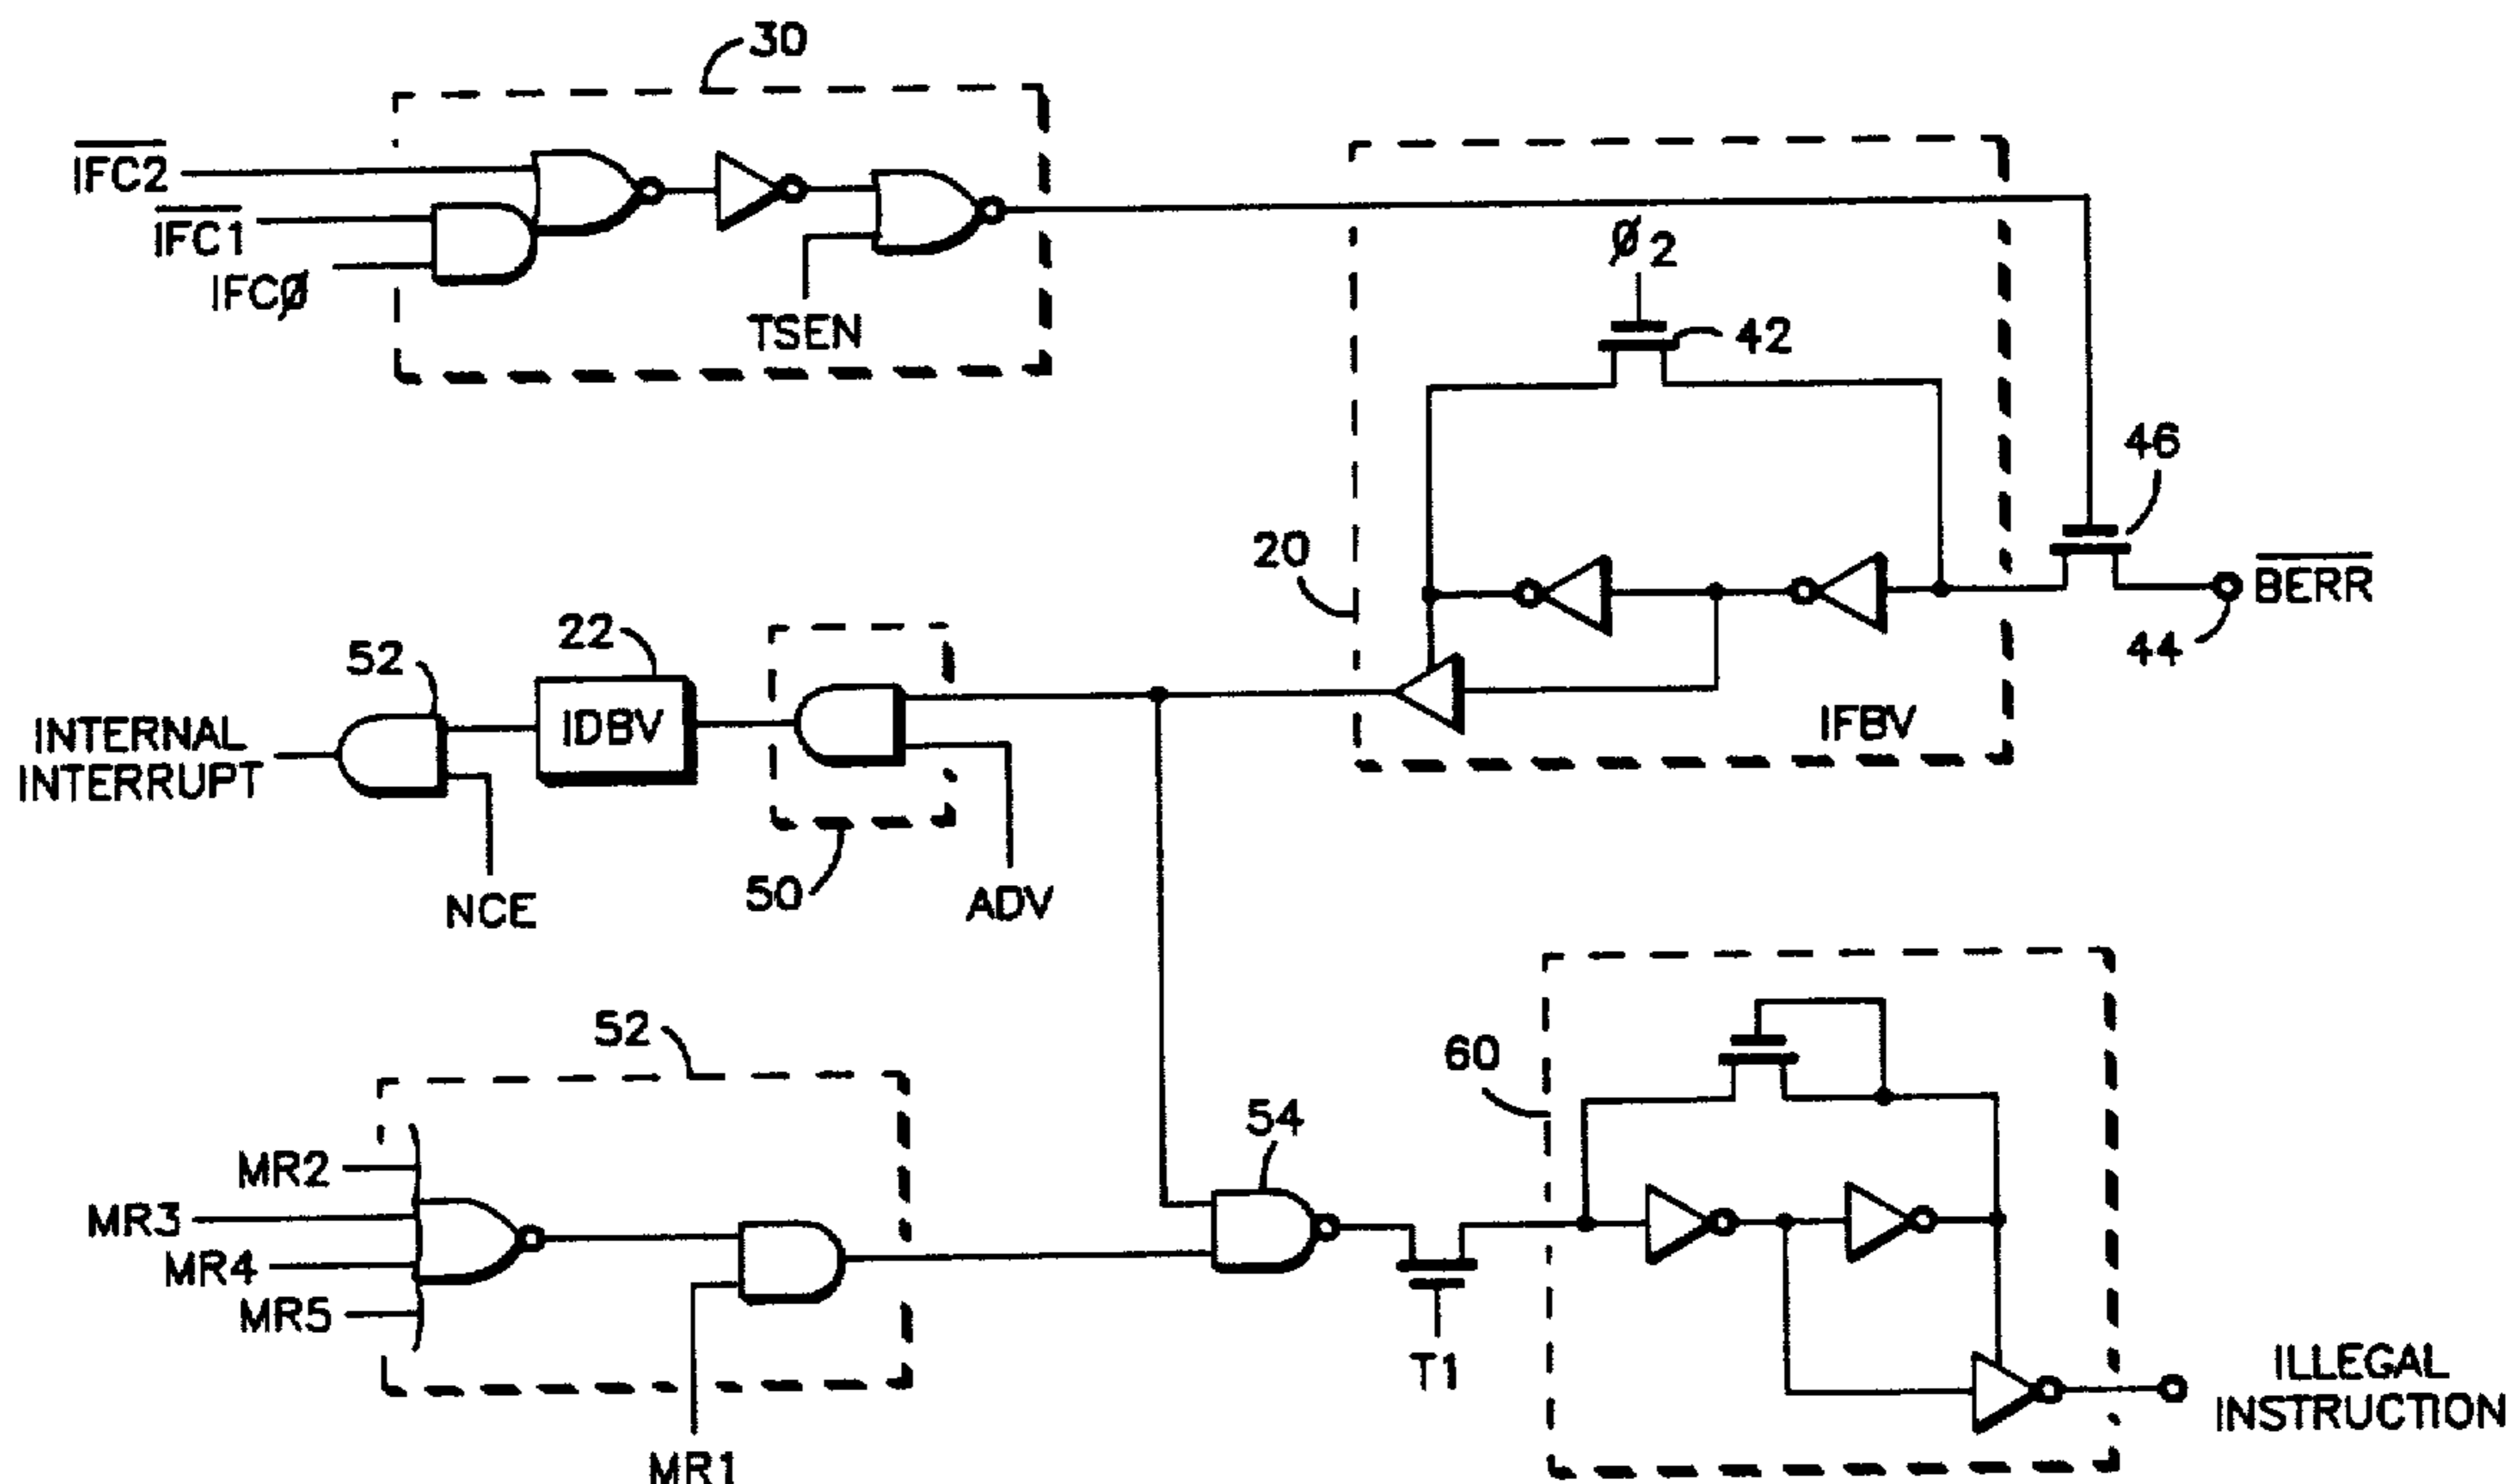 30
IFC2
IFC1
IFCØ
TSEN
Ø2
42
46
20
BERR
44
IFBV
22
52
IDBV
INTERNAL
INTERRUPT
NCE
50
ADV
52
MR2
MR3
MR4
MR5
MR1
54
T1
60
ILLEGAL
INSTRUCTION